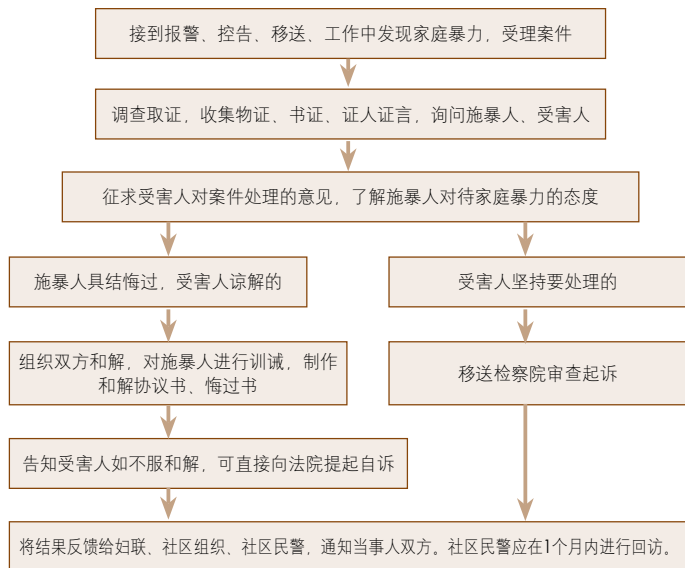 接到报警、控告、移送、工作中发现家庭暴力，受理案件
调查取证，收集物证、书证、证人证言，询问施暴人、受害人
征求受害人对案件处理的意见，了解施暴人对待家庭暴力的态度
施暴人具结悔过，受害人谅解的
受害人坚持要处理的
组织双方和解，对施暴人进行训诫，制作
和解协议书、悔过书
移送检察院审查起诉
告知受害人如不服和解，可直接向法院提起自诉
将结果反馈给妇联、社区组织、社区民警，通知当事人双方。社区民警应在1个月内进行回访。